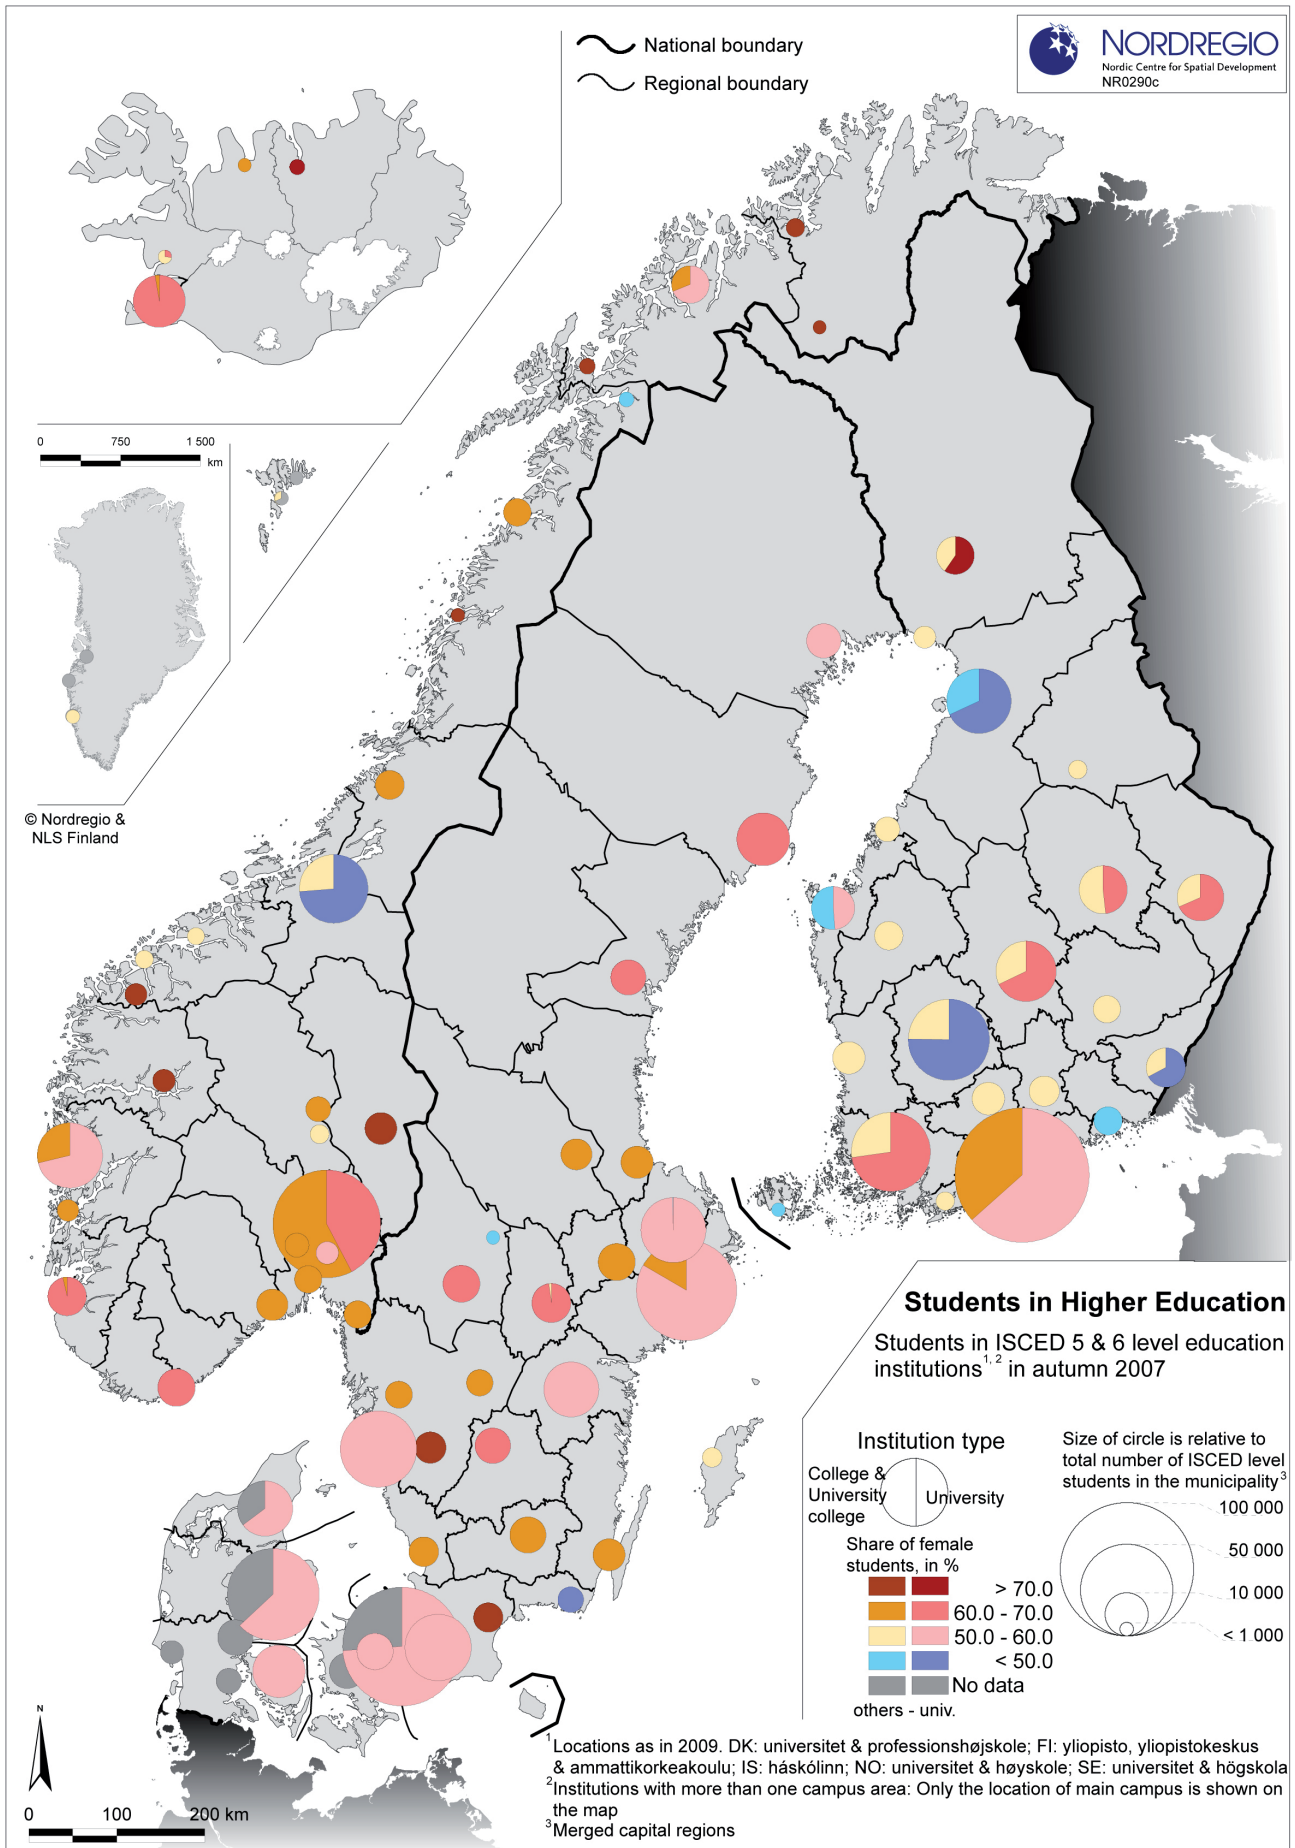 National boundary
Regional boundary
NORDREGIO
Nordic Centre for Spatial Development
NR0290c
0 750 1 500
km
© Nordregio &
NLS Finland
Students in Higher Education
Students in ISCED 5 & 6 level education
institutions1, 2 in autumn 2007
Institution type
College &
University
college
University
Share of female
students, in %
> 70.0
60.0 - 70.0
50.0 - 60.0
< 50.0
No data
others - univ.
Size of circle is relative to
total number of ISCED level
students in the municipality3
100 000
50 000
10 000
< 1 000
N
0 100 200 km
1Locations as in 2009. DK: universitet & professionshøjskole; FI: yliopisto, yliopistokeskus
& ammattikorkeakoulu; IS: háskólinn; NO: universitet & høyskole; SE: universitet & högskola
2Institutions with more than one campus area: Only the location of main campus is shown on
the map
3Merged capital regions